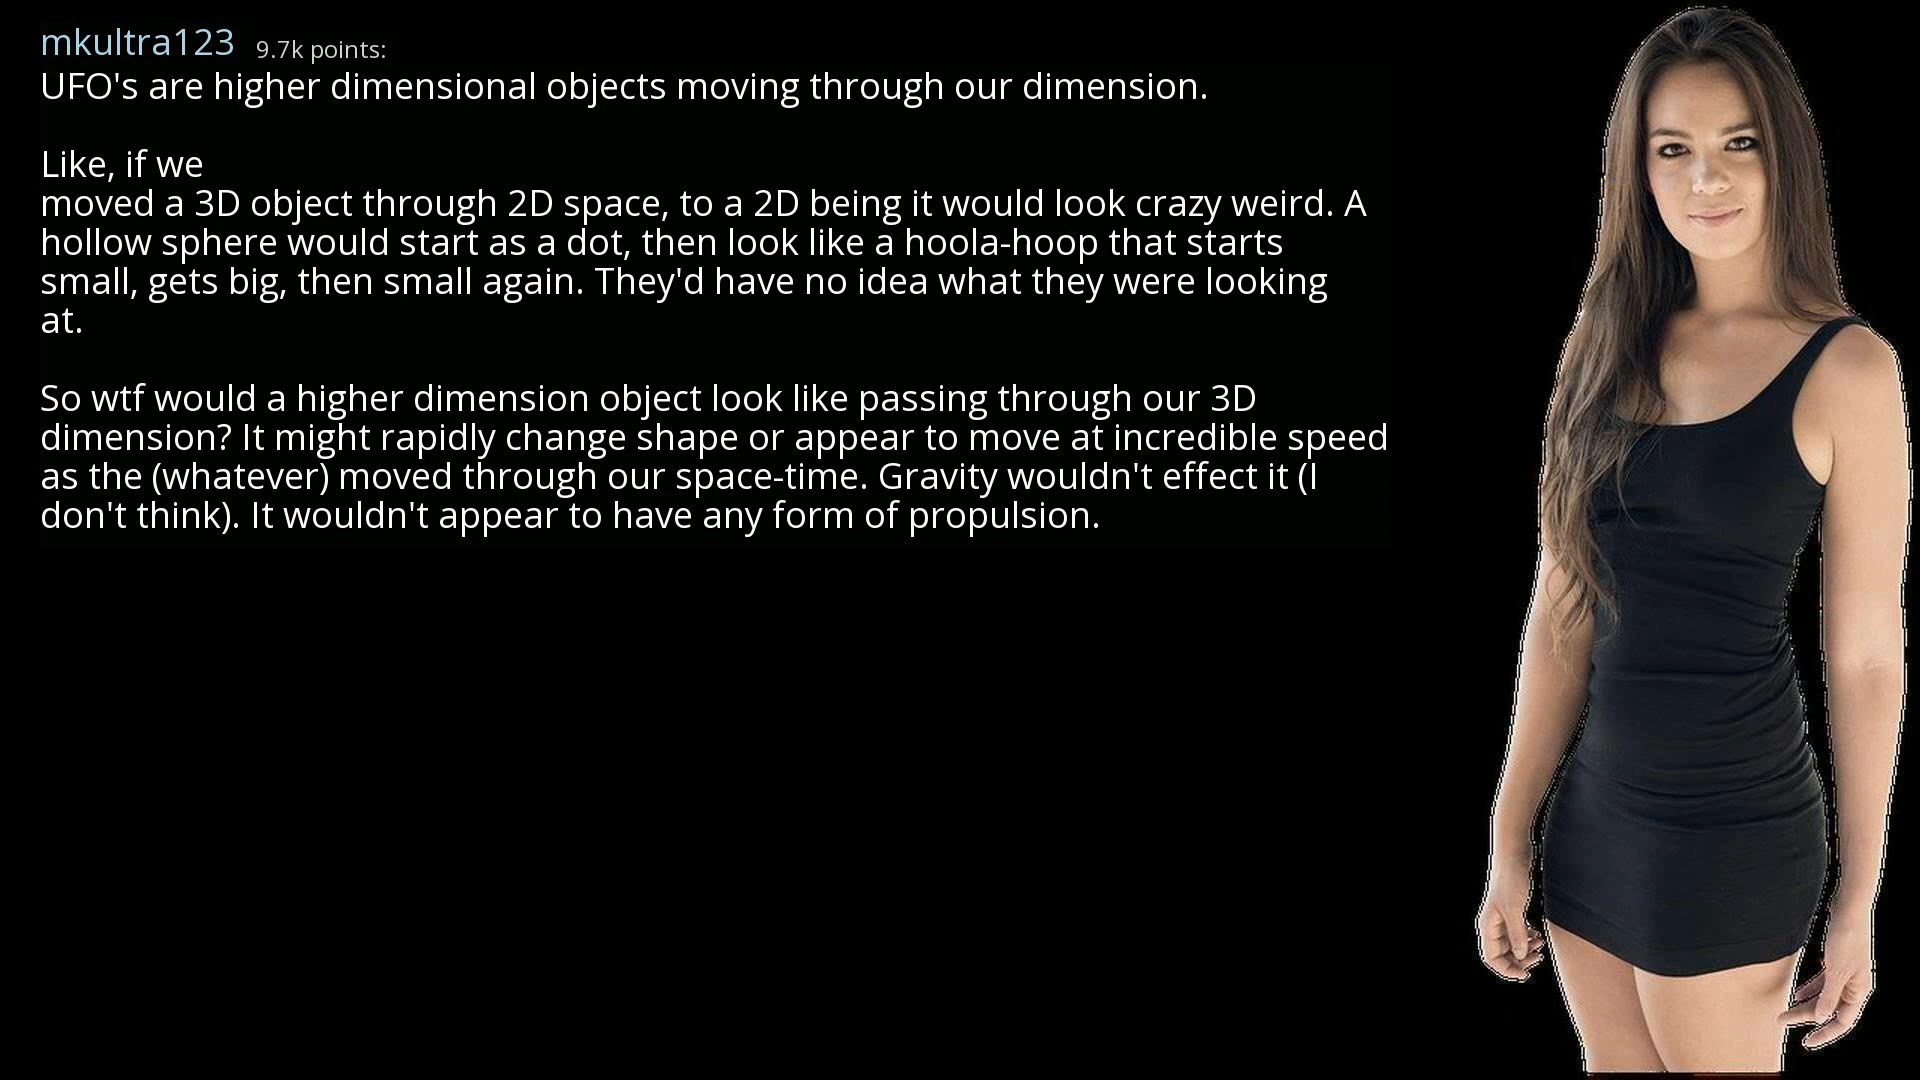 mkultra123 9.7k points:
UFO's are higher dimensional objects moving through our dimension.
Like, if we
moved a 3D object through 2D space, to a 2D being it would look crazy weird. A
hollow sphere would start as a dot, then look like a hoola-hoop that starts
small, gets big, then small again. They'd have no idea what they were looking
at.
So wtf would a higher dimension object look like passing through our 3D
dimension? It might rapidly change shape or appear to move at incredible speed
as the (whatever) moved through our space-time. Gravity wouldn't effect it (I
don't think). It wouldn't appear to have any form of propulsion.